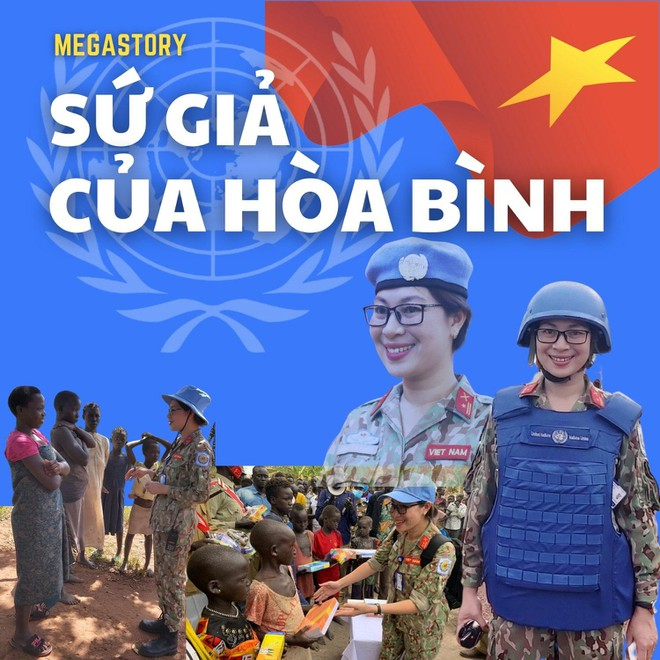 MEGASTORY
SỨ GIẢ
CỦA HÒA BÌNH
VIET NAM